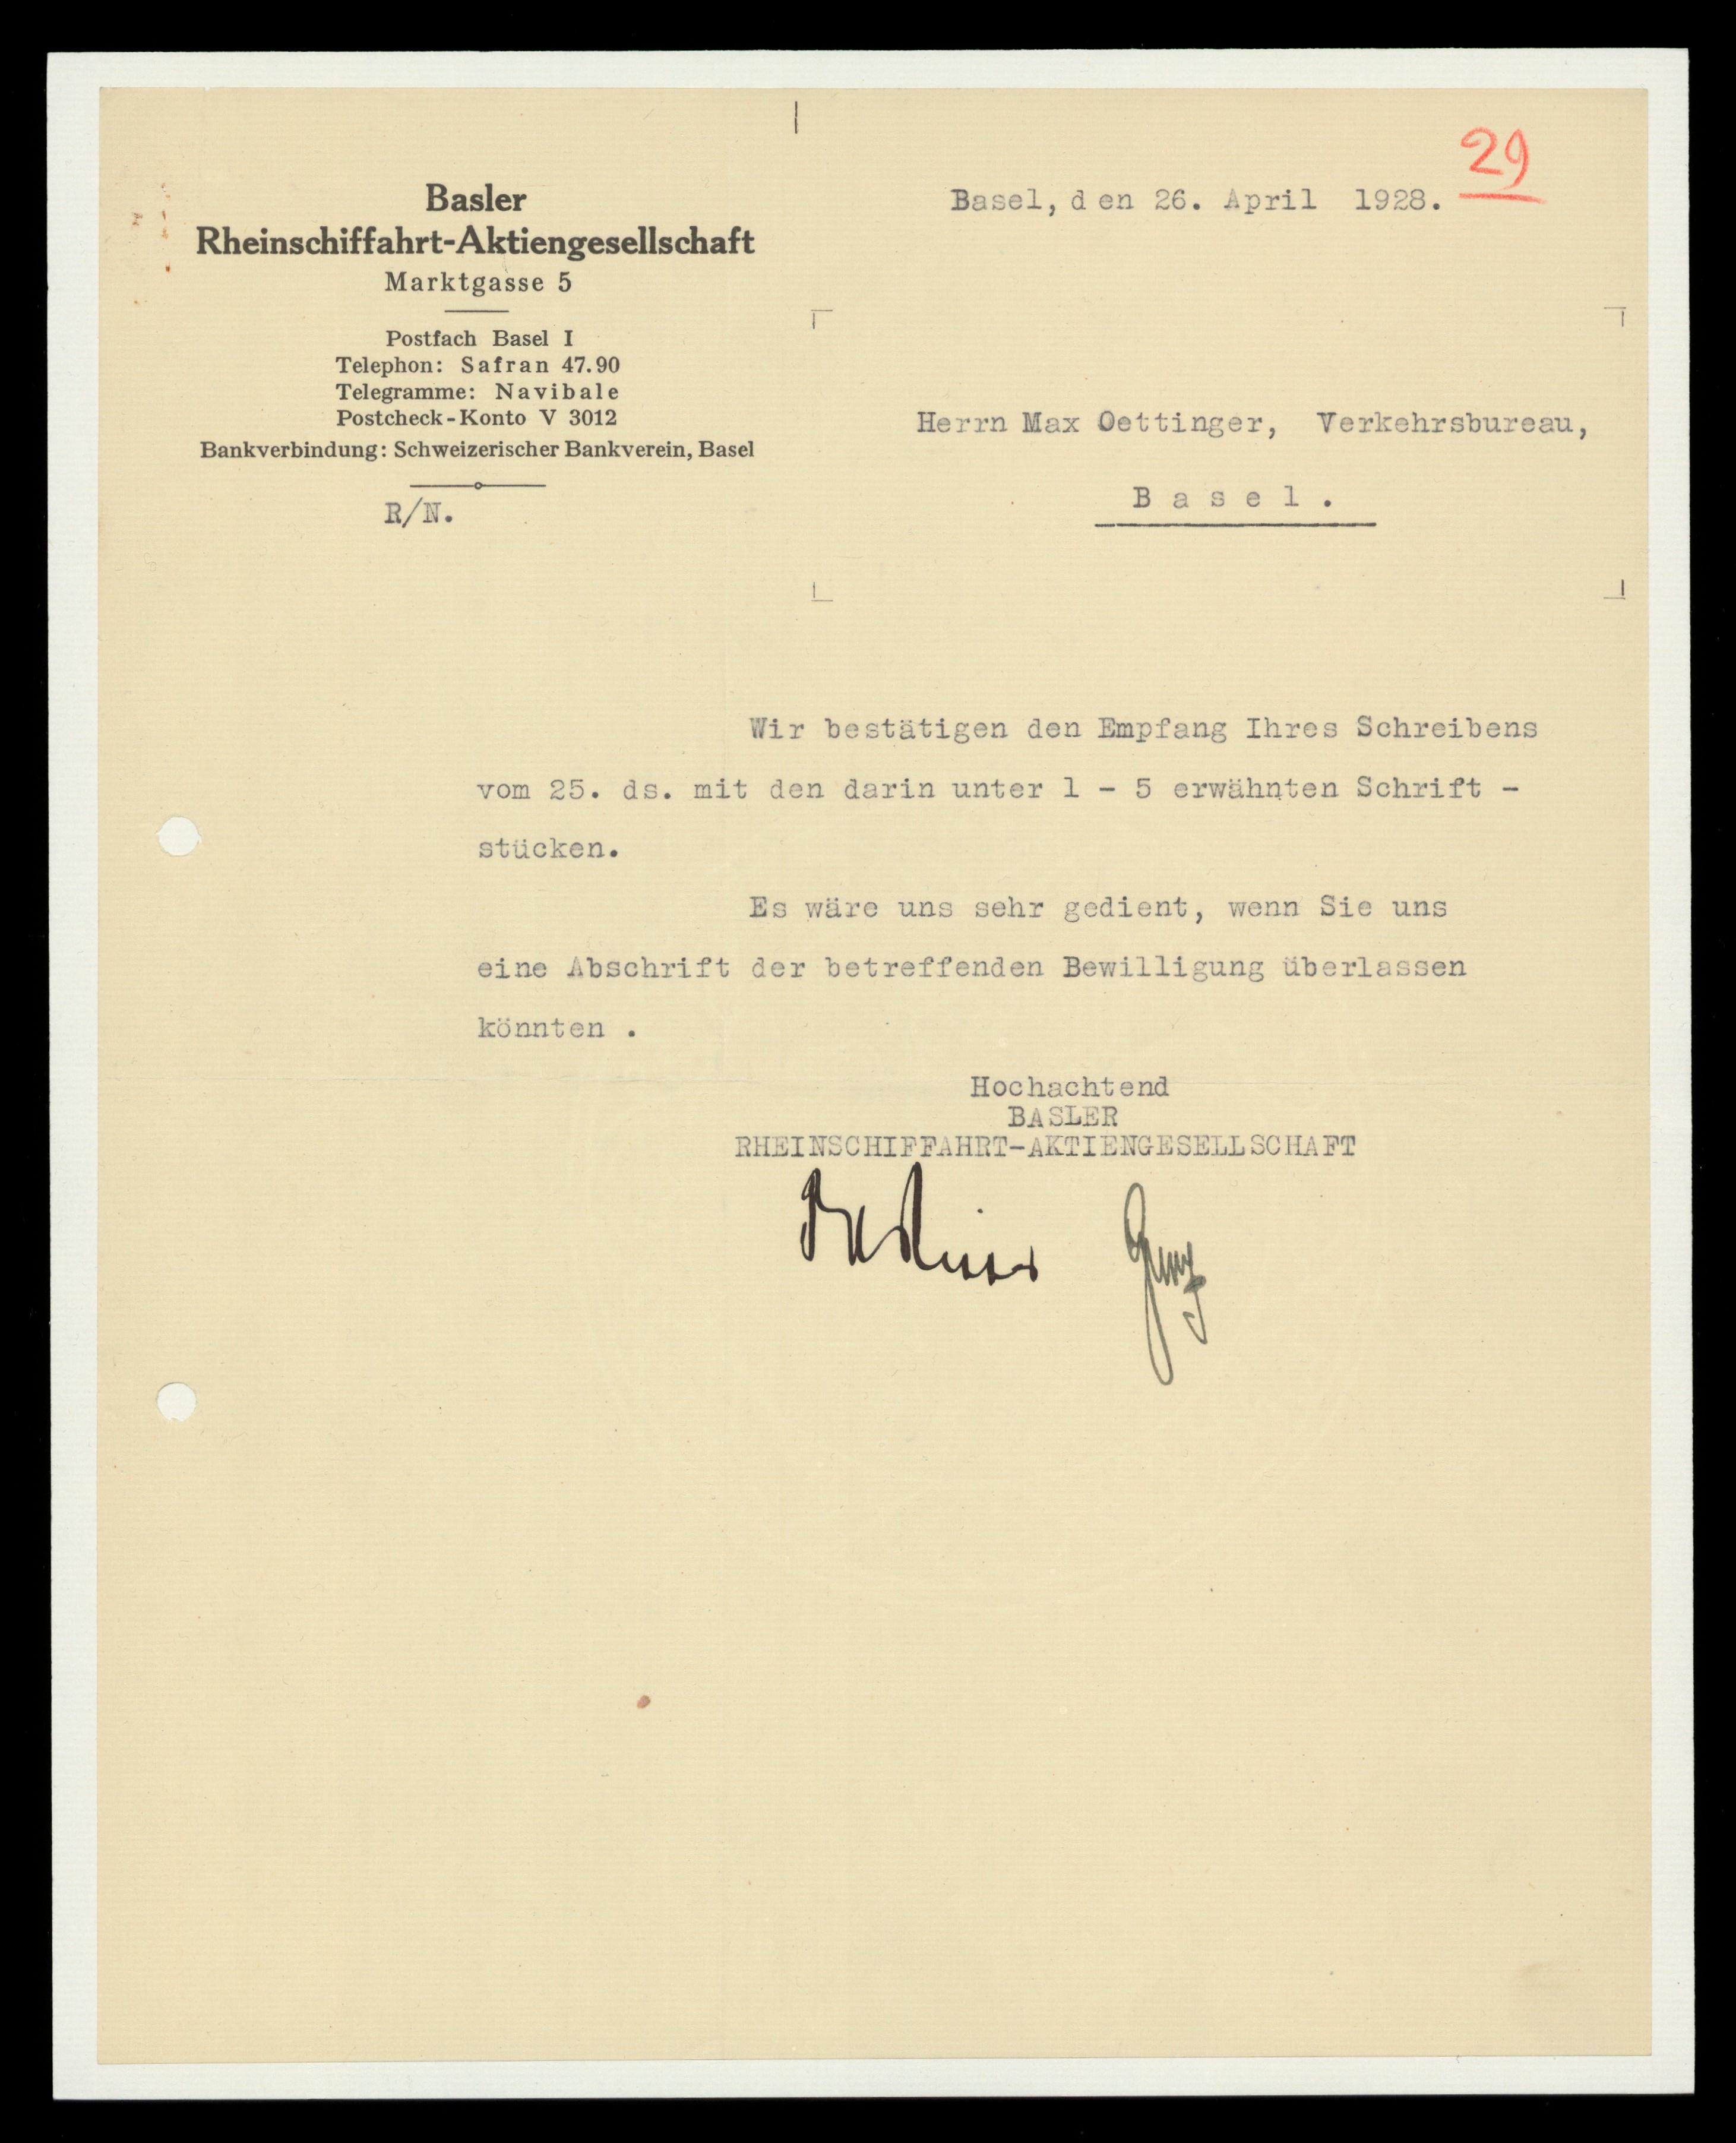 29
Basler
Rheinschiffahrt-Aktiengesellschaft
Marktgasse 5
Postfach Basel I
Telephon: Safran 47.90
Telegramme: Navibale
Postcheck-Konto V 3012
Bankverbindung: Schweizerischer Bankverein, Basel
R/N.
Basel, den 26. April 1928.
Herrn Max Oettinger, Verkehrsbureau,
Basel.
Wir bestätigen den Empfang Ihres Schreibens
vom 25. ds. mit den darin unter 1 - 5 erwähnten Schrift -
stücken.
Es wäre uns sehr gedient, wenn Sie uns
eine Abschrift der betreffenden Bewilligung überlassen
könnten .
Hochachtend
BASLER
RHEINSCHIFFAHRT-AKTIENGESELLSCHAFT